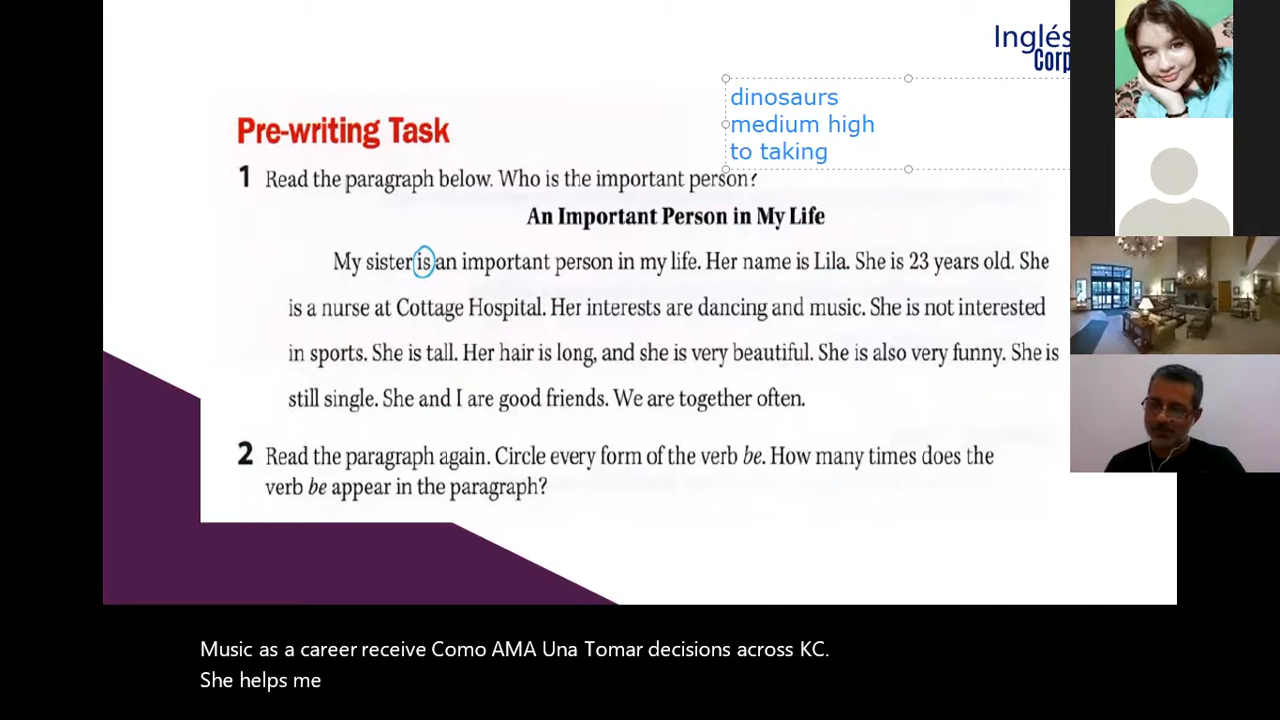 Inglés
Corp
dinosaurs
medium high
to taking
Pre-writing Task
1 Read the paragraph below. Who is the important person?
An Important Person in My Life
My sister is an important person in my life. Her name is Lila. She is 23 years old. She
is a nurse at Cottage Hospital. Her interests are dancing and music. She is not interested
in sports. She is tall. Her hair is long, and she is very beautiful. She is also very funny. She is
still single. She and I are good friends. We are together often.
2 Read the paragraph again. Circle every form of the verb be. How many times does the
verb be appear in the paragraph?
Music as a career receive Como AMA Una Tomar decisions across KC.
She helps me